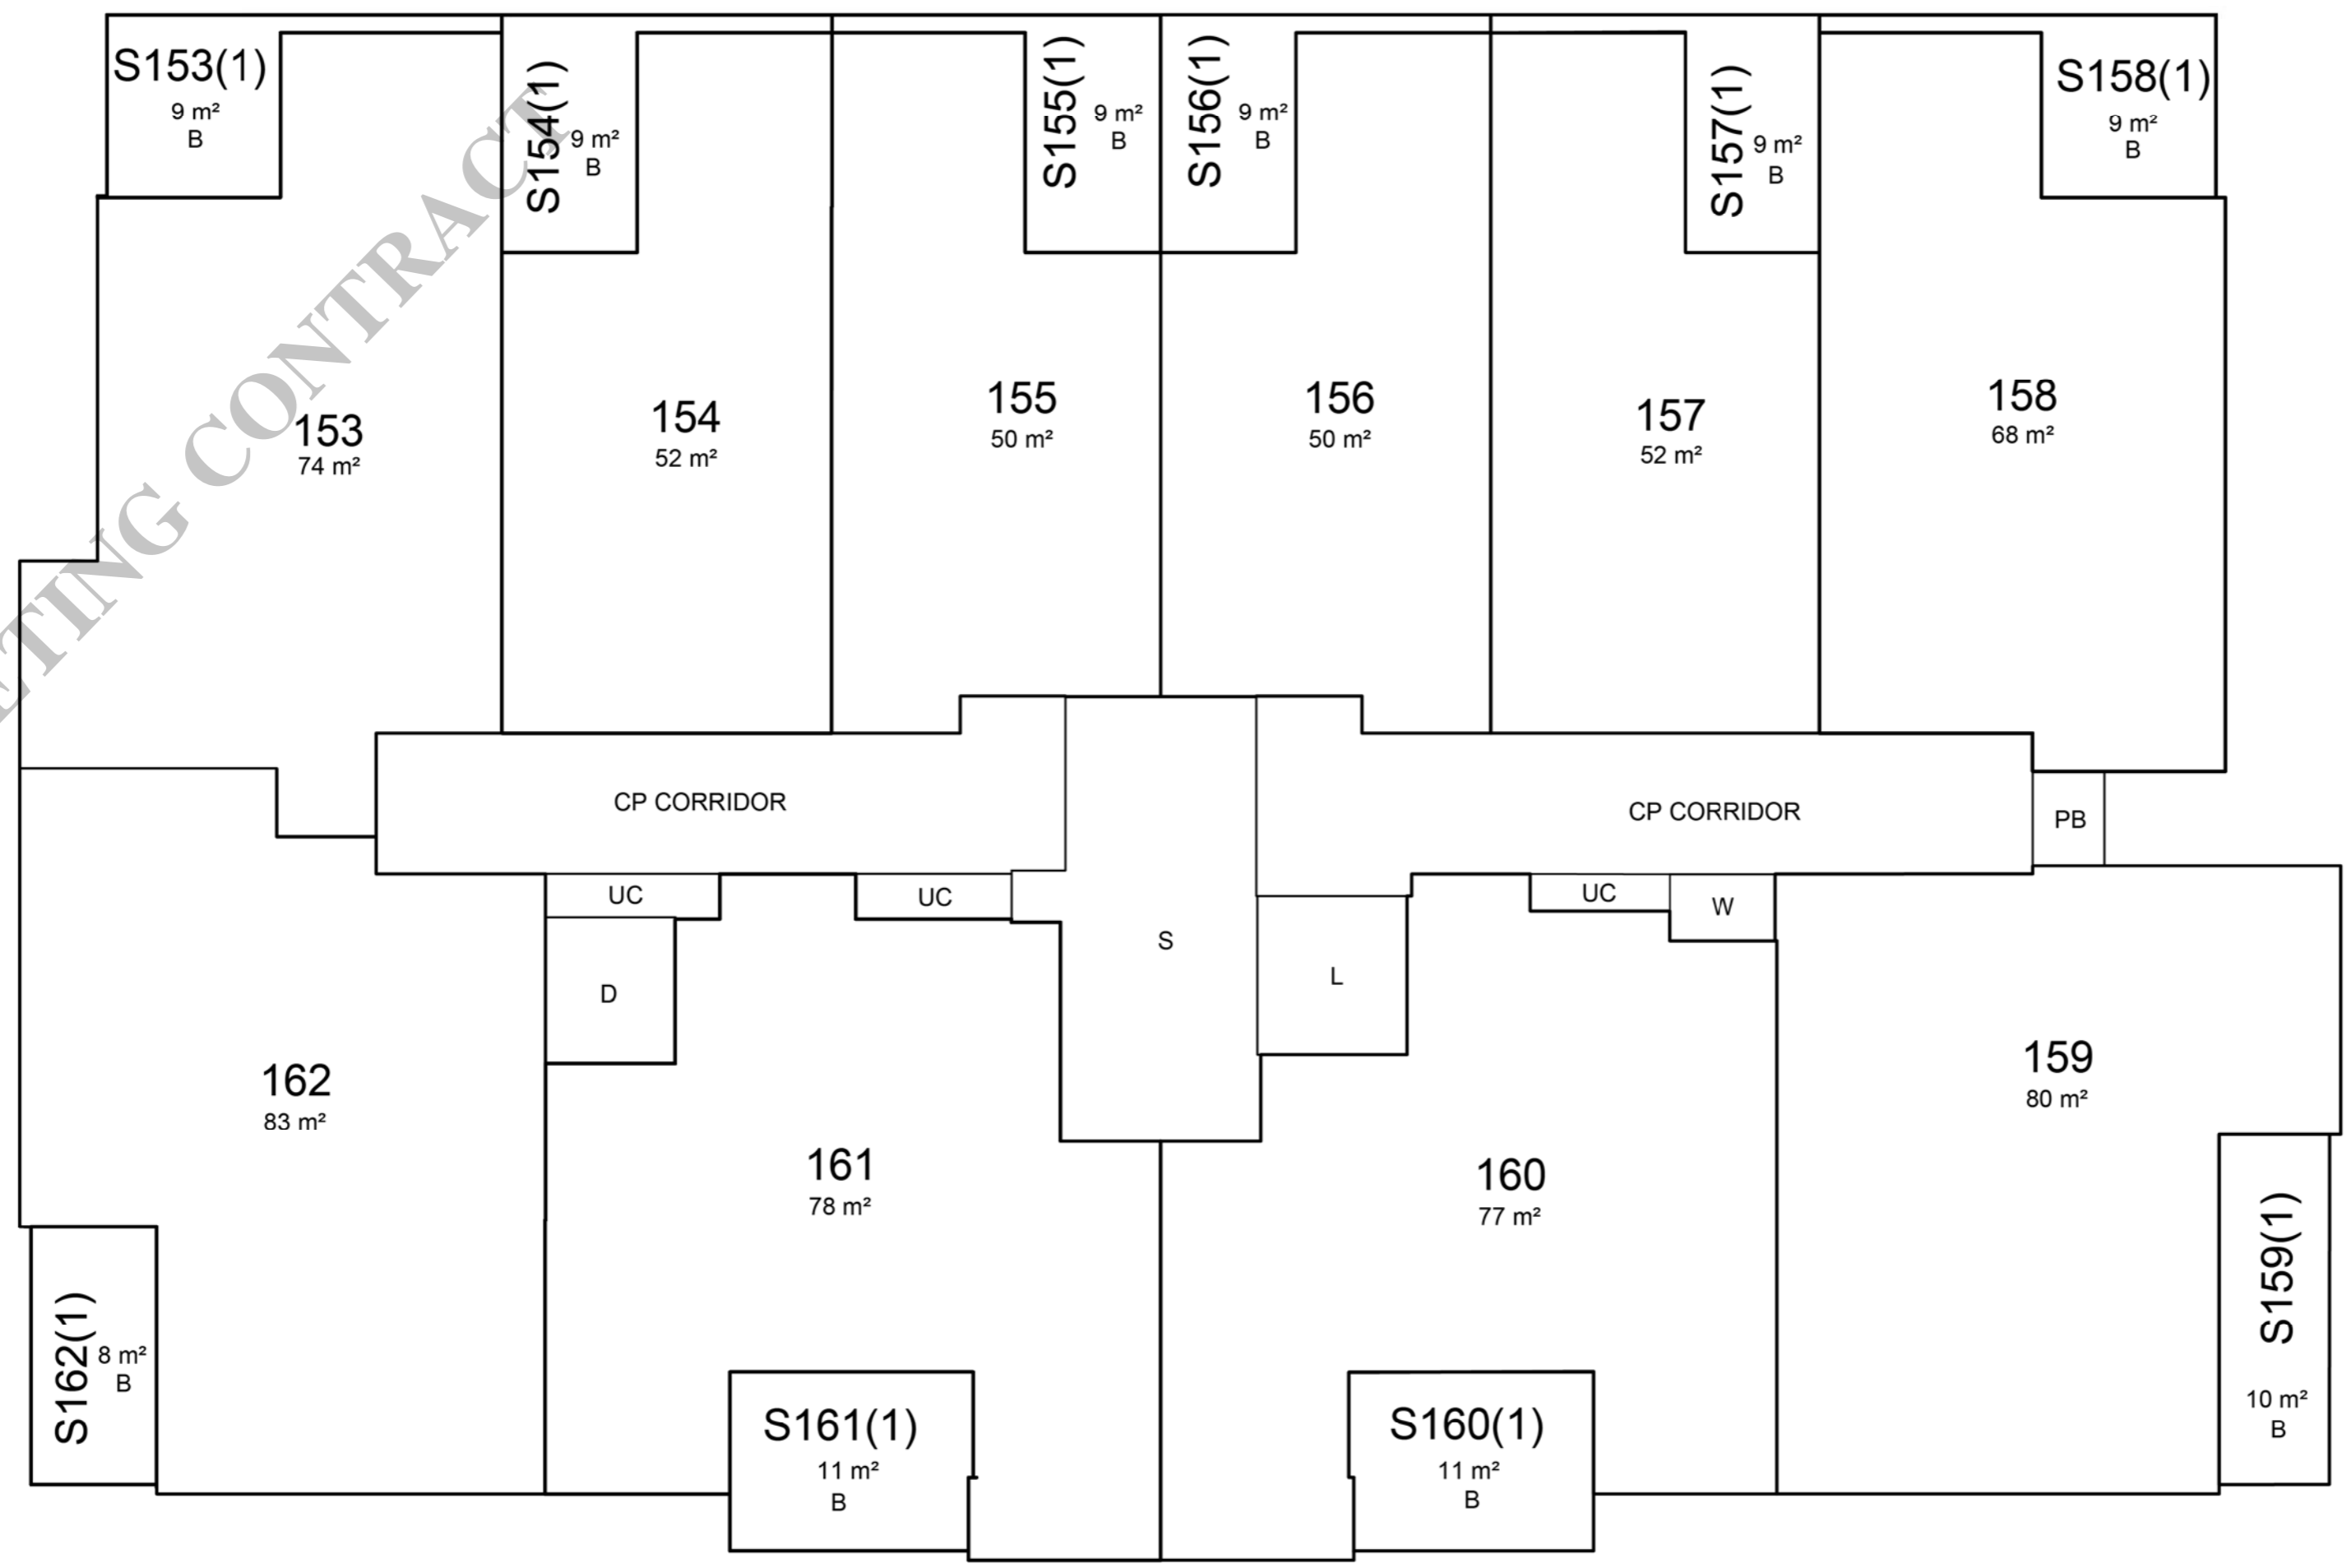 S153(1)
9 m²
B
S154(1)
9 m²
B
S155(1)
9 m²
B
S156(1)
9 m²
B
S157(1)
9 m²
B
S158(1)
9 m²
B
153
74 m²
154
52 m²
155
50 m²
156
50 m²
157
52 m²
158
68 m²
CP CORRIDOR
CP CORRIDOR
PB
UC
UC
UC
W
D
S
L
162
83 m²
161
78 m²
160
77 m²
159
80 m²
S162(1)
8 m²
B
S161(1)
11 m²
B
S160(1)
11 m²
B
S159(1)
10 m²
B
ETING CONTRACT